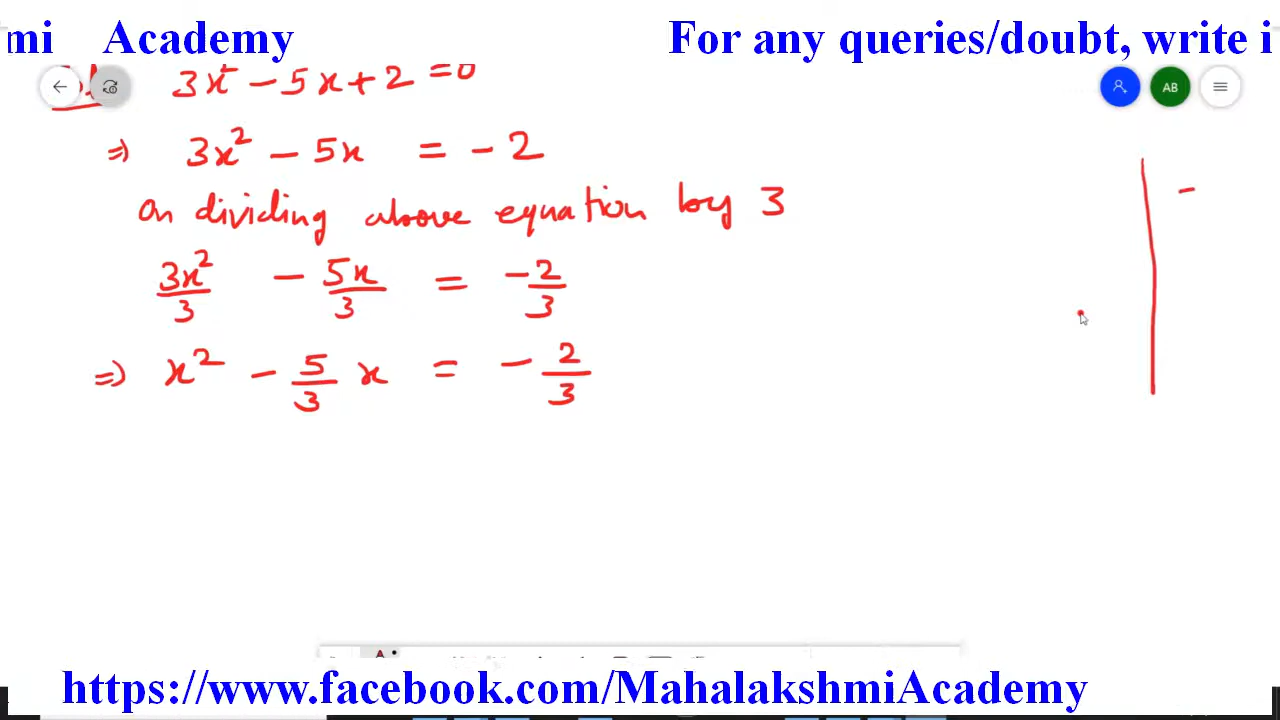 mi Academy For any queries/doubt, write i
3x² - 5x + 2 = 0
⇒ 3x² - 5x = -2
On dividing above equation by 3
3x²/3 - 5x/3 = -2/3
⇒ x² - 5/3 x = - 2/3
-
AB
https://www.facebook.com/MahalakshmiAcademy